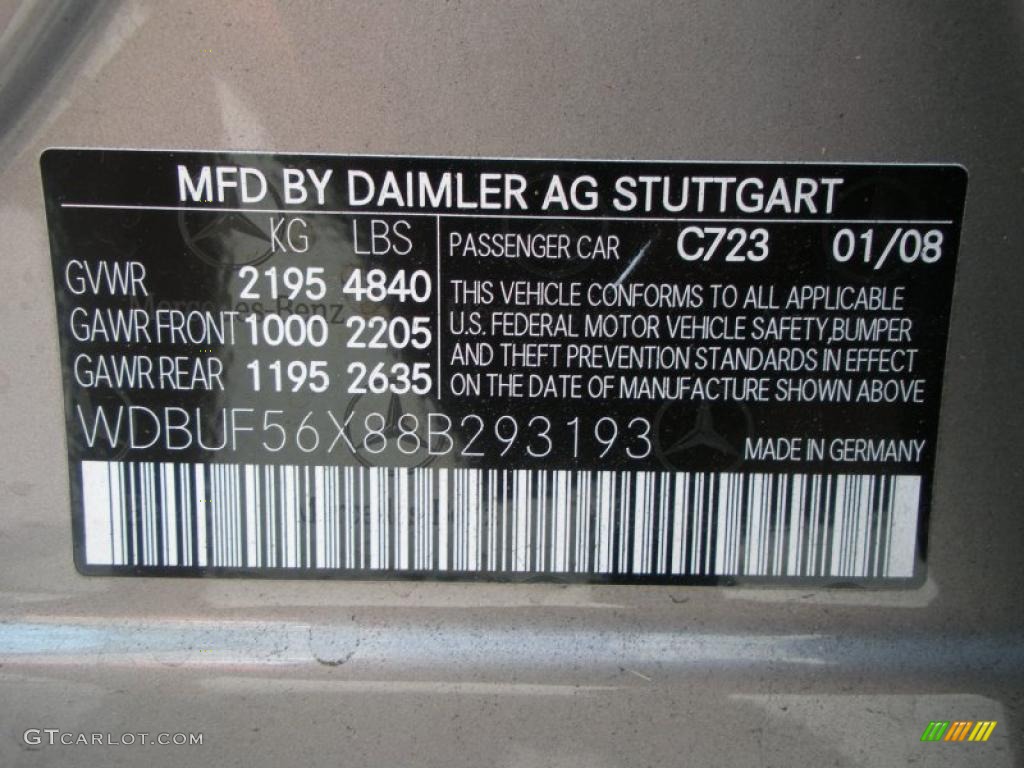 MFD BY DAIMLER AG STUTTGART
KG LBS
GVWR 2195 4840
GAWR FRONT 1000 2205
GAWR REAR 1195 2635
PASSENGER CAR C723 01/08
THIS VEHICLE CONFORMS TO ALL APPLICABLE
U.S. FEDERAL MOTOR VEHICLE SAFETY,BUMPER
AND THEFT PREVENTION STANDARDS IN EFFECT
ON THE DATE OF MANUFACTURE SHOWN ABOVE
WDBUF56X88B293193
MADE IN GERMANY
Mercedes-Benz
GTCARLOT.COM